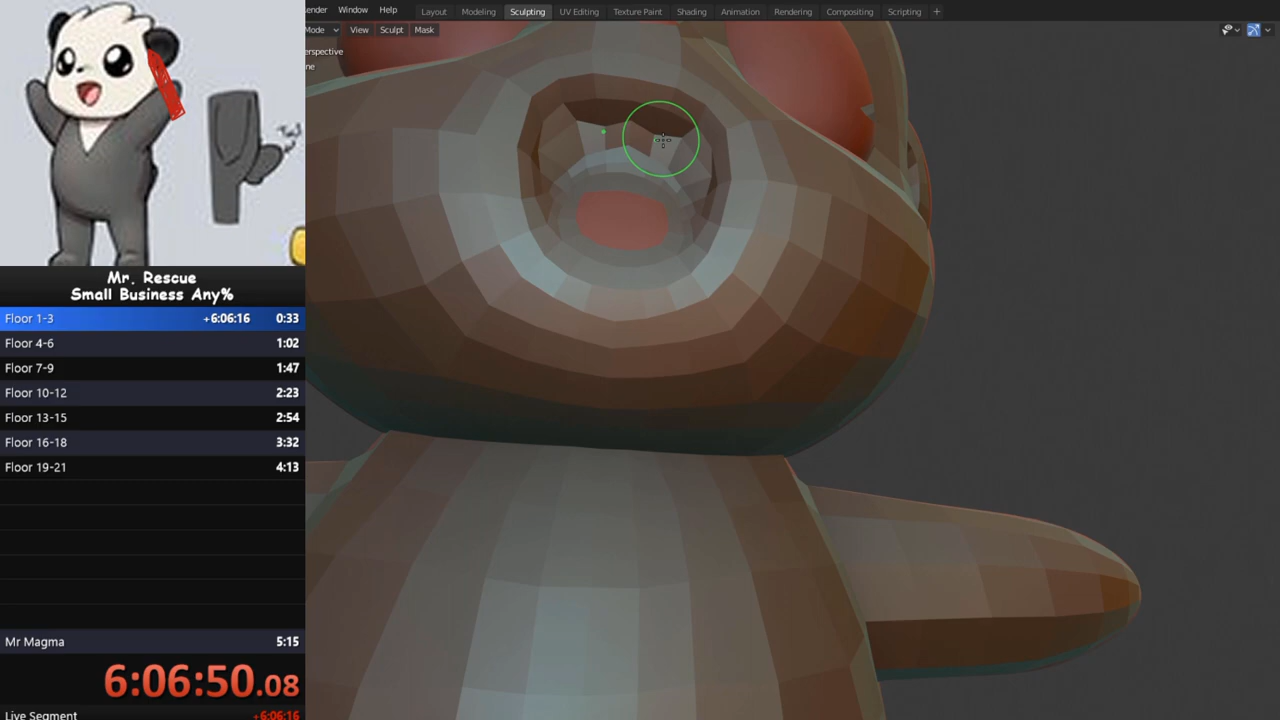 ender Window Help Layout Modeling Sculpting UV Editing Texture Paint Shading Animation Rendering Compositing Scripting +
Mode View Sculpt Mask
erspective
ne
Mr. Rescue
Small Business Any%
Floor 1-3 +6:06:16 0:33
Floor 4-6 1:02
Floor 7-9 1:47
Floor 10-12 2:23
Floor 13-15 2:54
Floor 16-18 3:32
Floor 19-21 4:13
Mr Magma 5:15
6:06:50.08
Live Segment +6:06:16